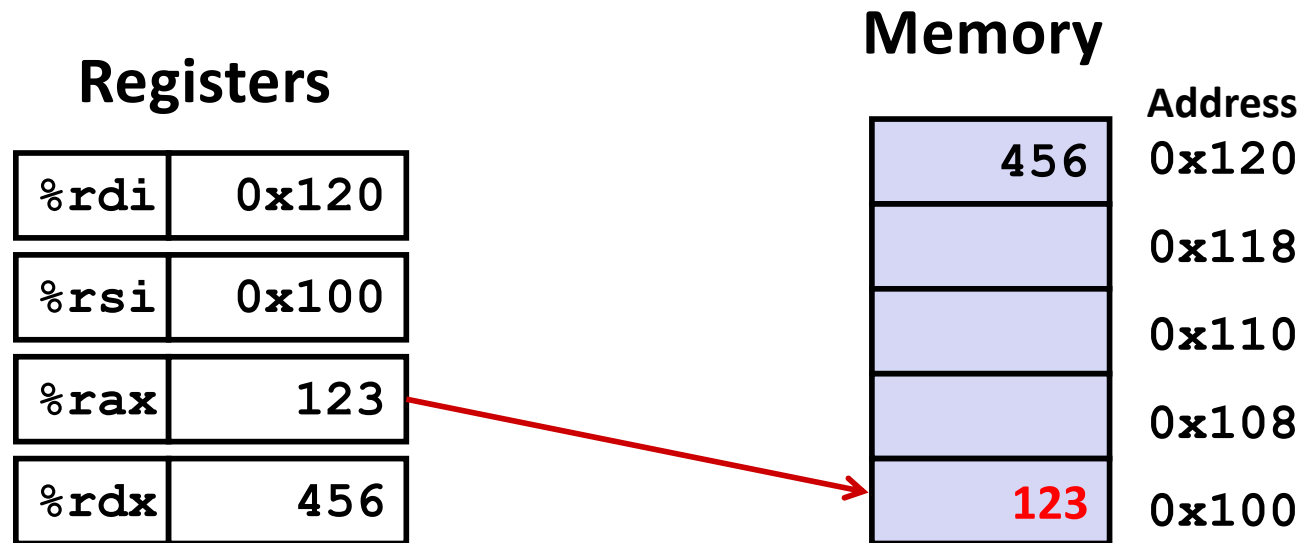 Registers
%rdi 0x120
%rsi 0x100
%rax 123
%rdx 456
Memory
Address
456 0x120
0x118
0x110
0x108
123 0x100